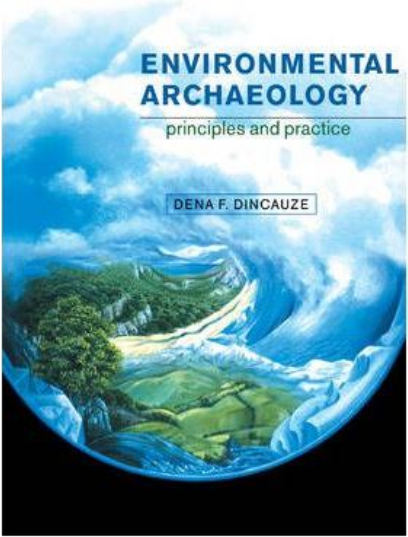 ENVIRONMENTAL
ARCHAEOLOGY
principles and practice
DENA F. DINCAUZE